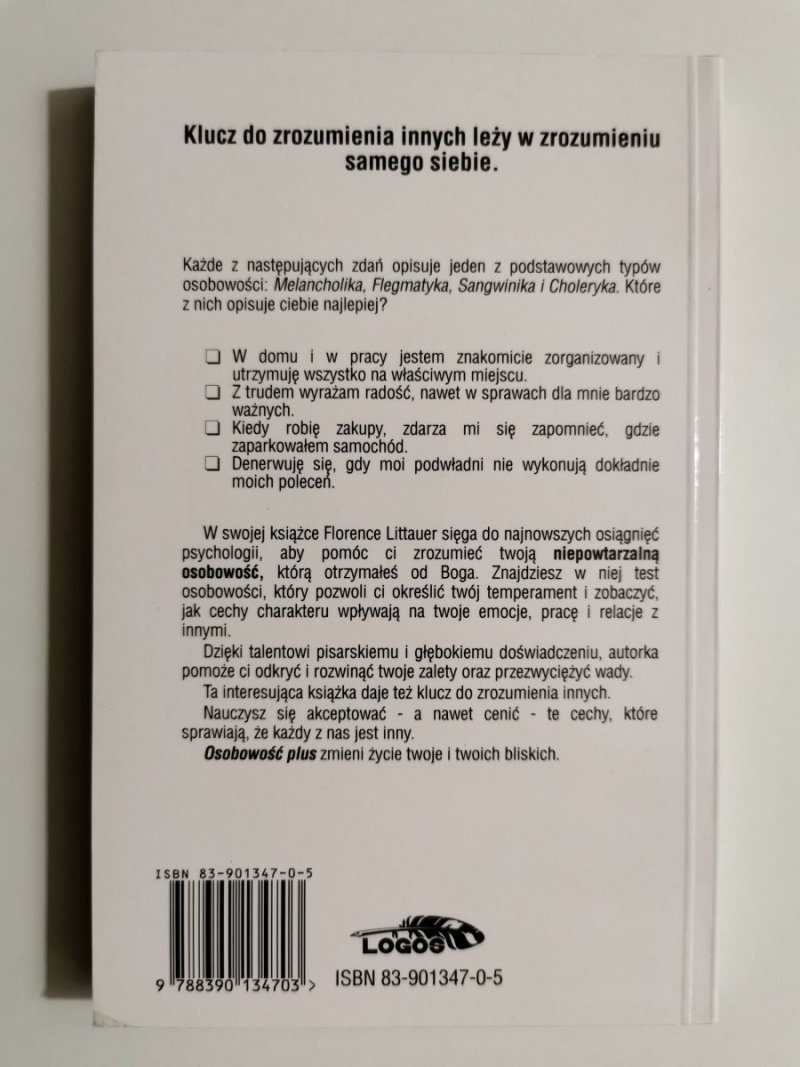 Klucz do zrozumienia innych leży w zrozumieniu
samego siebie.
Każde z następujących zdań opisuje jeden z podstawowych typów
osobowości: Melancholika, Flegmatyka, Sangwinika i Choleryka. Które
z nich opisuje ciebie najlepiej?
W domu i w pracy jestem znakomicie zorganizowany i
utrzymuję wszystko na właściwym miejscu.
Z trudem wyrażam radość, nawet w sprawach dla mnie bardzo
ważnych.
Kiedy robię zakupy, zdarza mi się zapomnieć, gdzie
zaparkowałem samochód.
Denerwuję się, gdy moi podwładni nie wykonują dokładnie
moich poleceń.
W swojej książce Florence Littauer sięga do najnowszych osiągnięć
psychologii, aby pomóc ci zrozumieć twoją niepowtarzalną
osobowość, którą otrzymałeś od Boga. Znajdziesz w niej test
osobowości, który pozwoli ci określić twój temperament i zobaczyć,
jak cechy charakteru wpływają na twoje emocje, pracę i relacje z
innymi.
Dzięki talentowi pisarskiemu i głębokiemu doświadczeniu, autorka
pomoże ci odkryć i rozwinąć twoje zalety oraz przezwyciężyć wady.
Ta interesująca książka daje też klucz do zrozumienia innych.
Nauczysz się akceptować - a nawet cenić - te cechy, które
sprawiają, że każdy z nas jest inny.
Osobowość plus zmieni życie twoje i twoich bliskich.
ISBN 83-901347-0-5
9 788390 134703 >
LOGOS
ISBN 83-901347-0-5